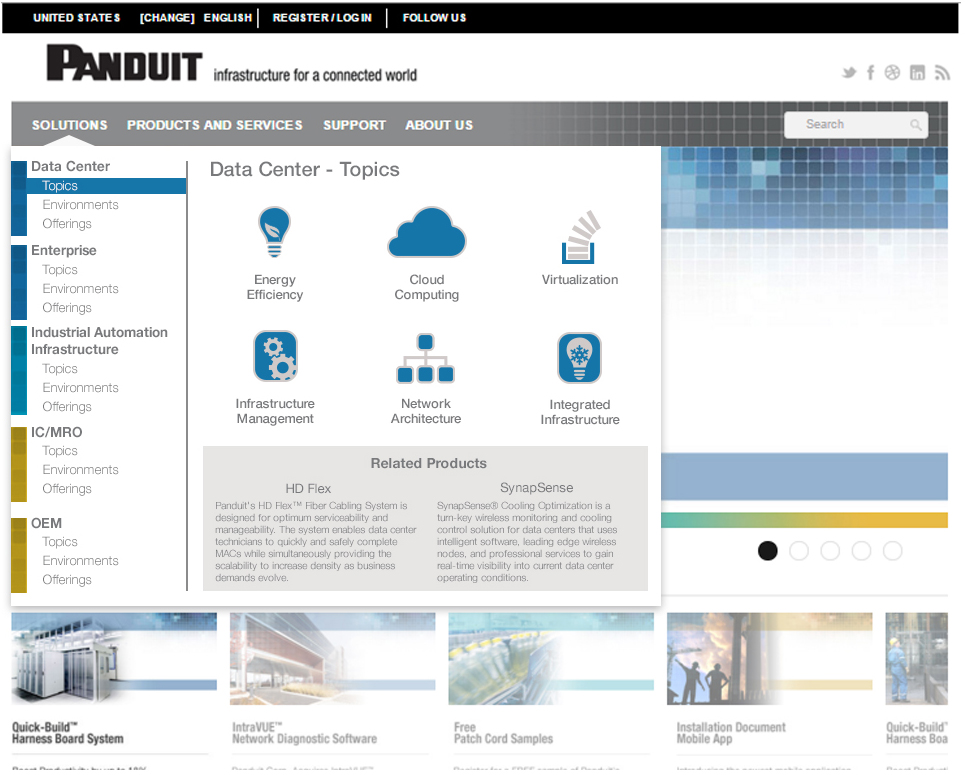 UNITED STATES [CHANGE] ENGLISH REGISTER / LOG IN FOLLOW US
PANDUIT infrastructure for a connected world
SOLUTIONS PRODUCTS AND SERVICES SUPPORT ABOUT US Search
Data Center
Topics
Environments
Offerings
Enterprise
Topics
Environments
Offerings
Industrial Automation
Infrastructure
Topics
Environments
Offerings
IC/MRO
Topics
Environments
Offerings
OEM
Topics
Environments
Offerings
Data Center - Topics
Energy
Efficiency
Cloud
Computing
Virtualization
Infrastructure
Management
Network
Architecture
Integrated
Infrastructure
Related Products
HD Flex
Panduit's HD Flex™ Fiber Cabling System is
designed for optimum serviceability and
manageability. The system enables data center
technicians to quickly and safely complete
MACs while simultaneously providing the
scalability to increase density as business
demands evolve.
SynapSense
SynapSense® Cooling Optimization is a
turn-key wireless monitoring and cooling
control solution for data centers that uses
intelligent software, leading edge wireless
nodes, and professional services to gain
real-time visibility into current data center
operating conditions.
Quick-Build™
Harness Board System
IntraVUE™
Network Diagnostic Software
Free
Patch Cord Samples
Installation Document
Mobile App
Quick-Build™
Harness Boa